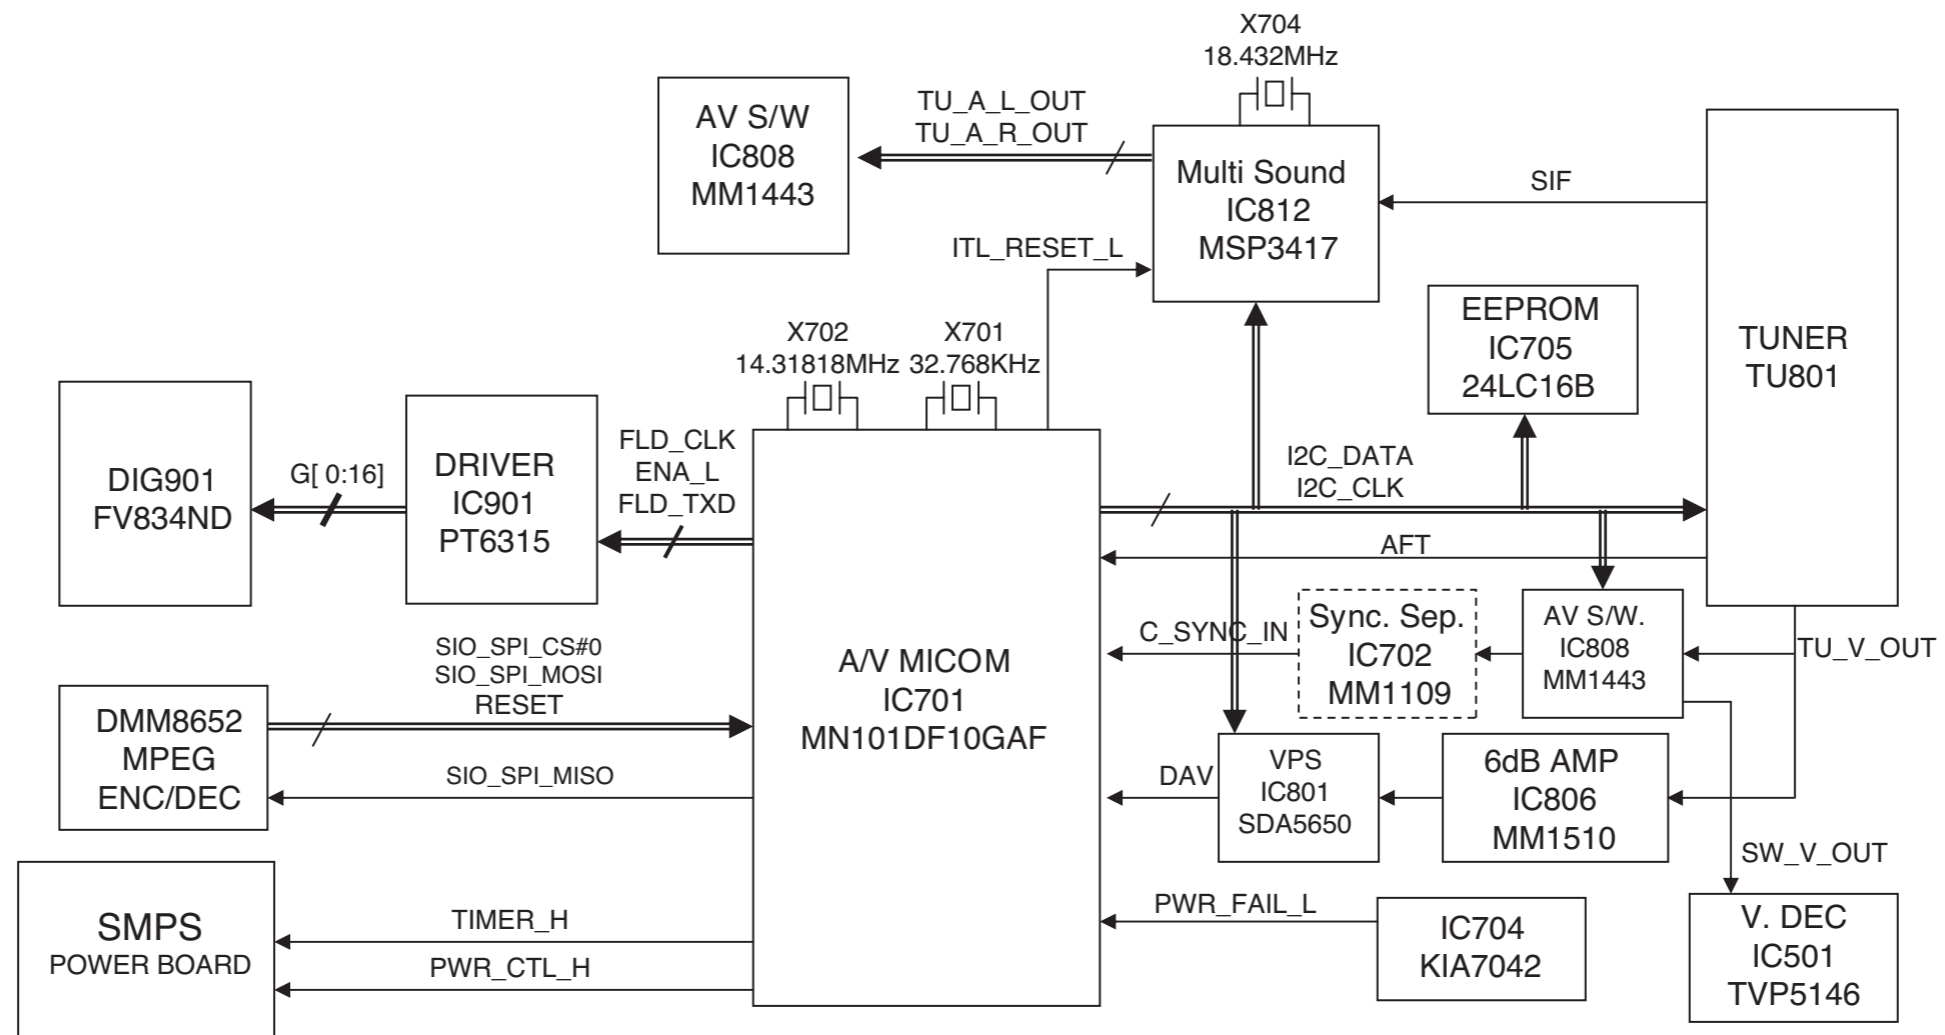 X704
18.432MHz
AV S/W
IC808
MM1443
TU_A_L_OUT
TU_A_R_OUT
Multi Sound
IC812
MSP3417
SIF
TUNER
TU801
ITL_RESET_L
EEPROM
IC705
24LC16B
X702
14.31818MHz
X701
32.768KHz
DIG901
FV834ND
G[ 0:16]
DRIVER
IC901
PT6315
FLD_CLK
ENA_L
FLD_TXD
I2C_DATA
I2C_CLK
AFT
A/V MICOM
IC701
MN101DF10GAF
C_SYNC_IN
Sync. Sep.
IC702
MM1109
AV S/W.
IC808
MM1443
TU_V_OUT
SIO_SPI_CS#0
SIO_SPI_MOSI
RESET
DMM8652
MPEG
ENC/DEC
SIO_SPI_MISO
DAV
VPS
IC801
SDA5650
6dB AMP
IC806
MM1510
SW_V_OUT
SMPS
POWER BOARD
TIMER_H
PWR_CTL_H
PWR_FAIL_L
IC704
KIA7042
V. DEC
IC501
TVP5146